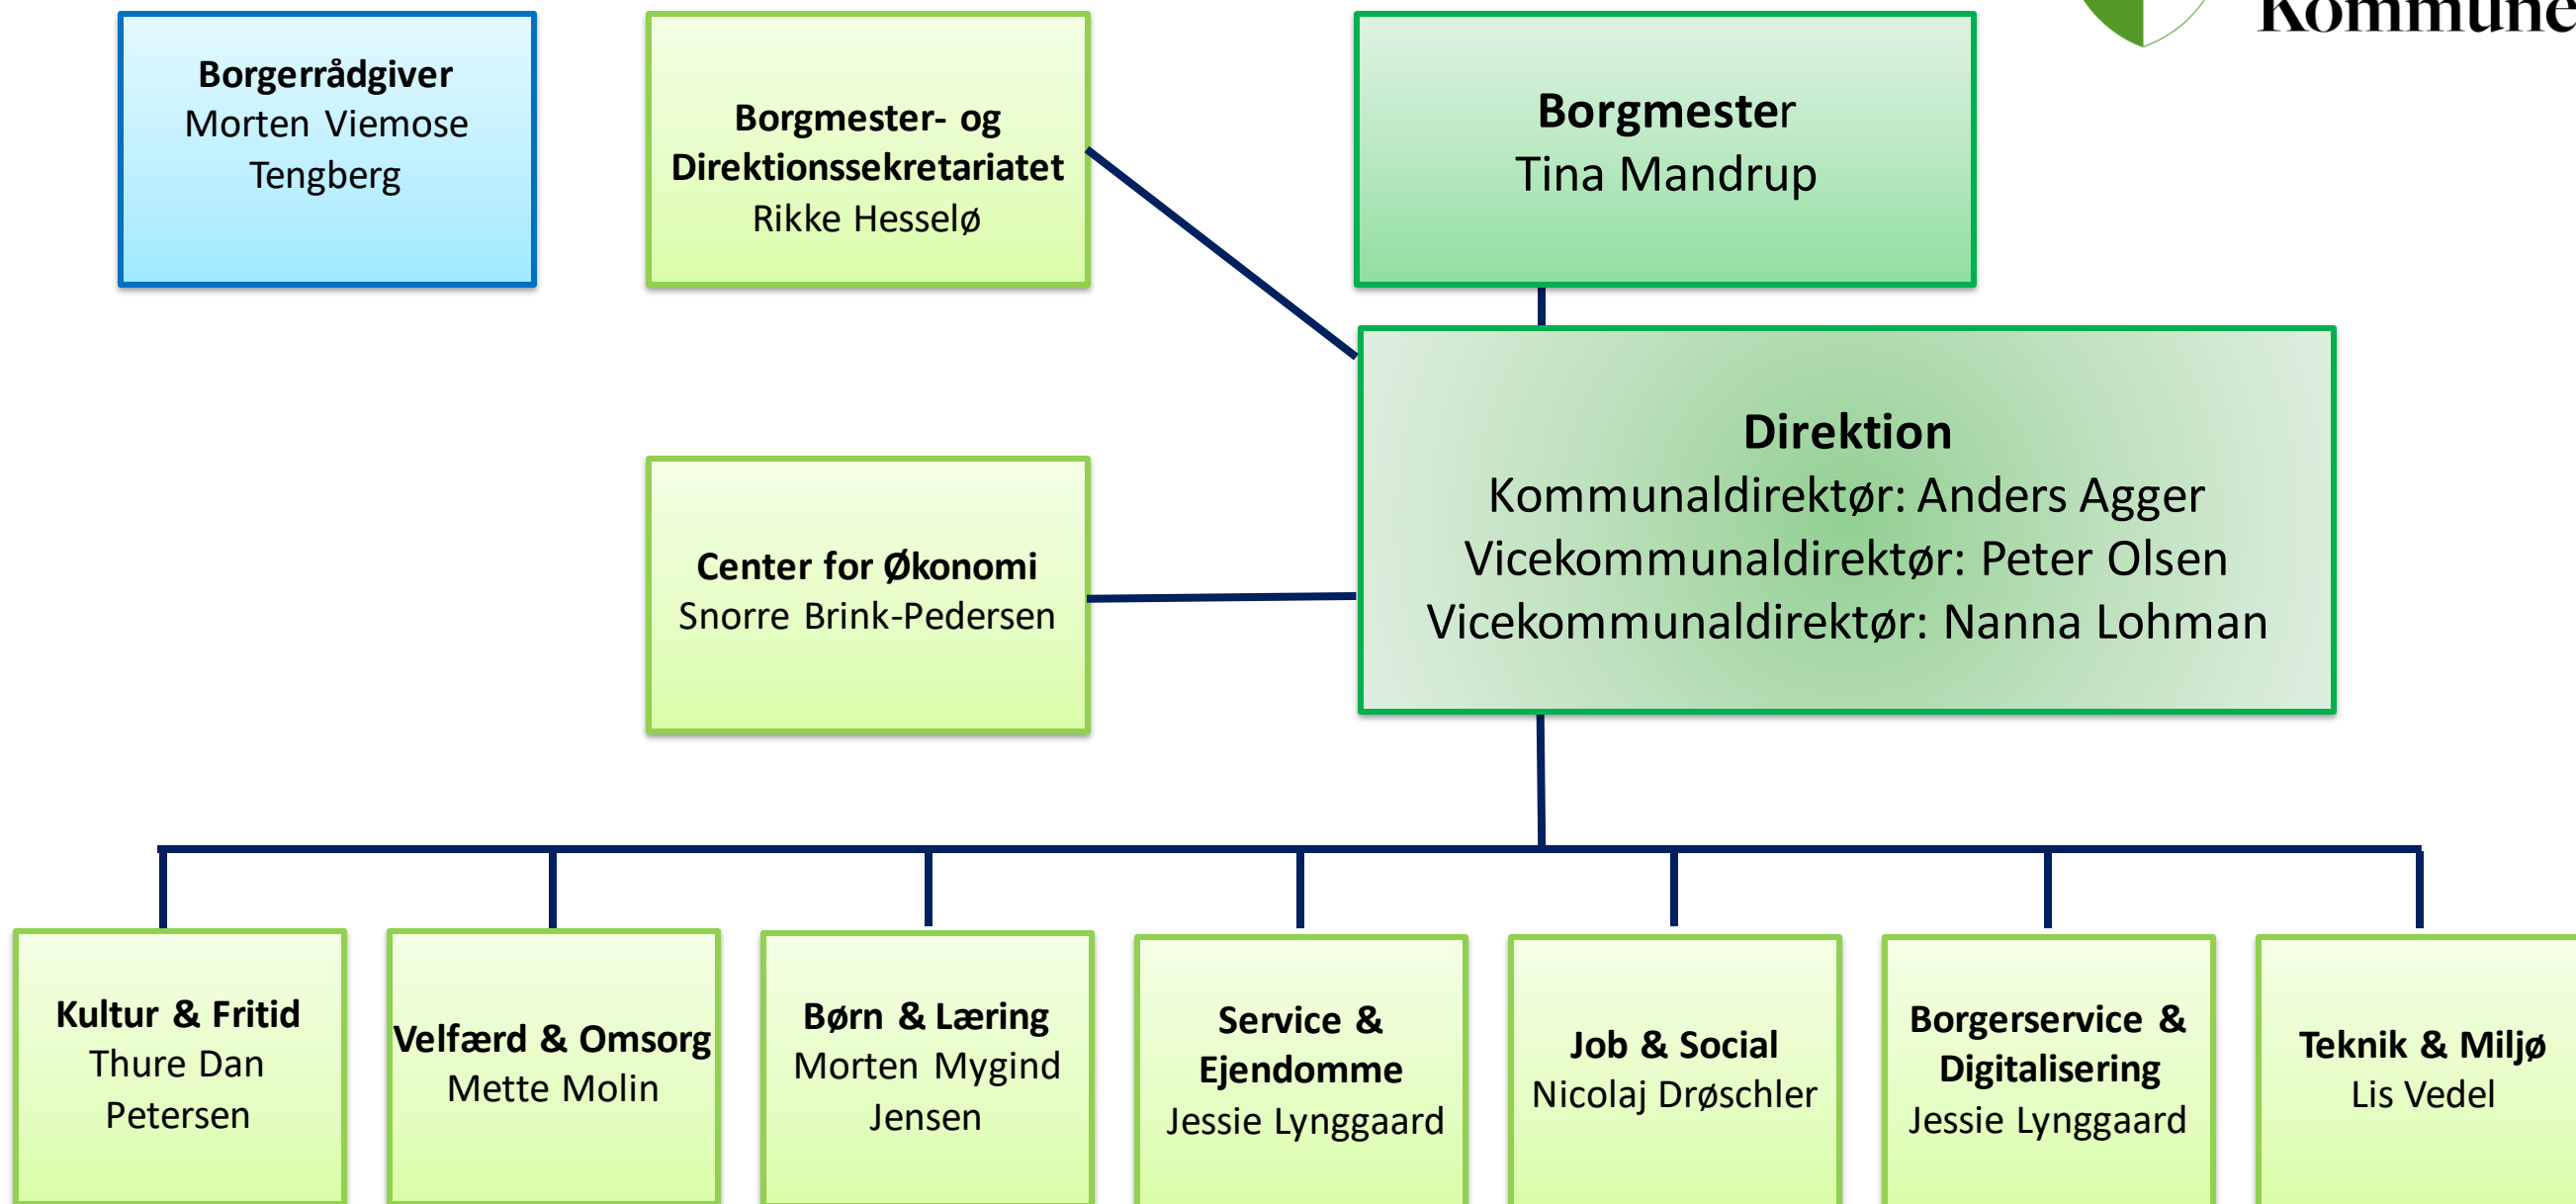 Kommune
Borgerrådgiver
Morten Viemose
Tengberg
Borgmester- og
Direktionssekretariatet
Rikke Hesselø
Borgmester
Tina Mandrup
Direktion
Kommunaldirektør: Anders Agger
Vicekommunaldirektør: Peter Olsen
Vicekommunaldirektør: Nanna Lohman
Center for Økonomi
Snorre Brink-Pedersen
Kultur & Fritid
Thure Dan
Petersen
Velfærd & Omsorg
Mette Molin
Børn & Læring
Morten Mygind
Jensen
Service &
Ejendomme
Jessie Lynggaard
Job & Social
Nicolaj Drøschler
Borgerservice &
Digitalisering
Jessie Lynggaard
Teknik & Miljø
Lis Vedel